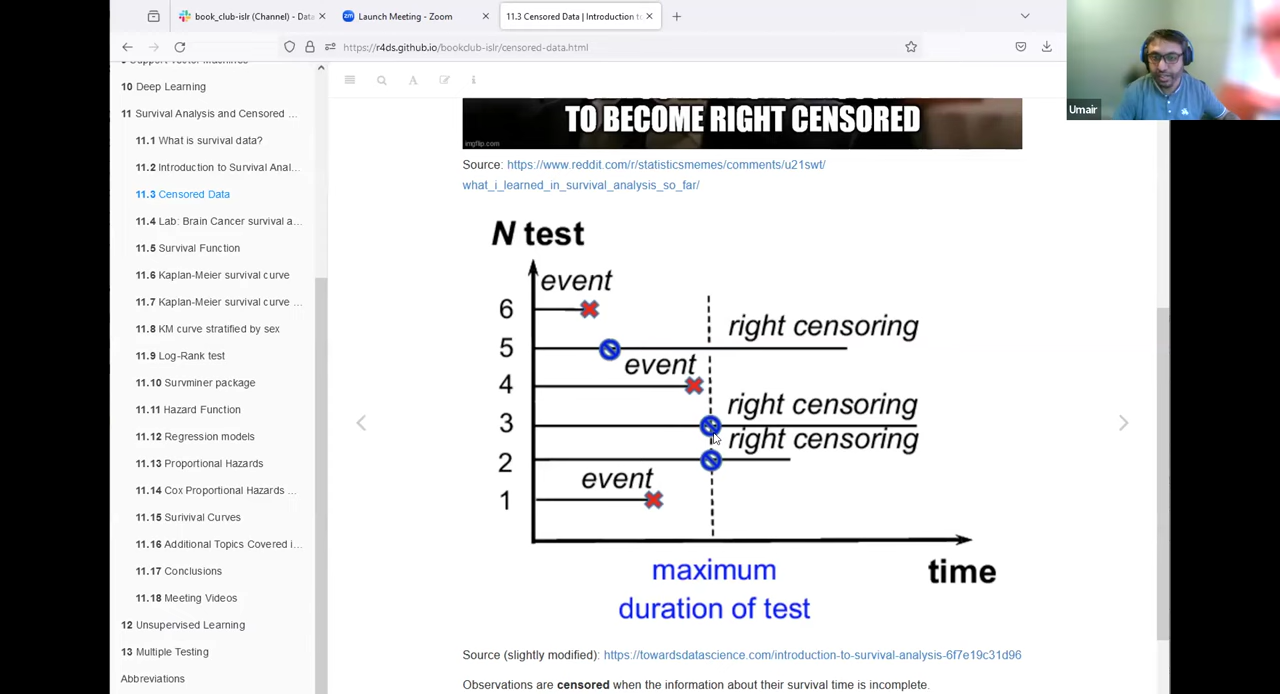 book_club-islr (Channel) - Data
Launch Meeting - Zoom
11.3 Censored Data | Introduction to
https://r4ds.github.io/bookclub-islr/censored-data.html
Umair
10 Deep Learning
11 Survival Analysis and Censored ...
11.1 What is survival data?
11.2 Introduction to Survival Anal...
11.3 Censored Data
11.4 Lab: Brain Cancer survival a...
11.5 Survival Function
11.6 Kaplan-Meier survival curve
11.7 Kaplan-Meier survival curve ...
11.8 KM curve stratified by sex
11.9 Log-Rank test
11.10 Survminer package
11.11 Hazard Function
11.12 Regression models
11.13 Proportional Hazards
11.14 Cox Proportional Hazards ...
11.15 Surivival Curves
11.16 Additional Topics Covered i...
11.17 Conclusions
11.18 Meeting Videos
12 Unsupervised Learning
13 Multiple Testing
Abbreviations
TO BECOME RIGHT CENSORED
imgflip.com
Source: https://www.reddit.com/r/statisticsmemes/comments/u21swt/
what_i_learned_in_survival_analysis_so_far/
N test
event
6
right censoring
5
event
4
right censoring
3
right censoring
2
event
1
time
maximum
duration of test
Source (slightly modified): https://towardsdatascience.com/introduction-to-survival-analysis-6f7e19c31d96
Observations are censored when the information about their survival time is incomplete.